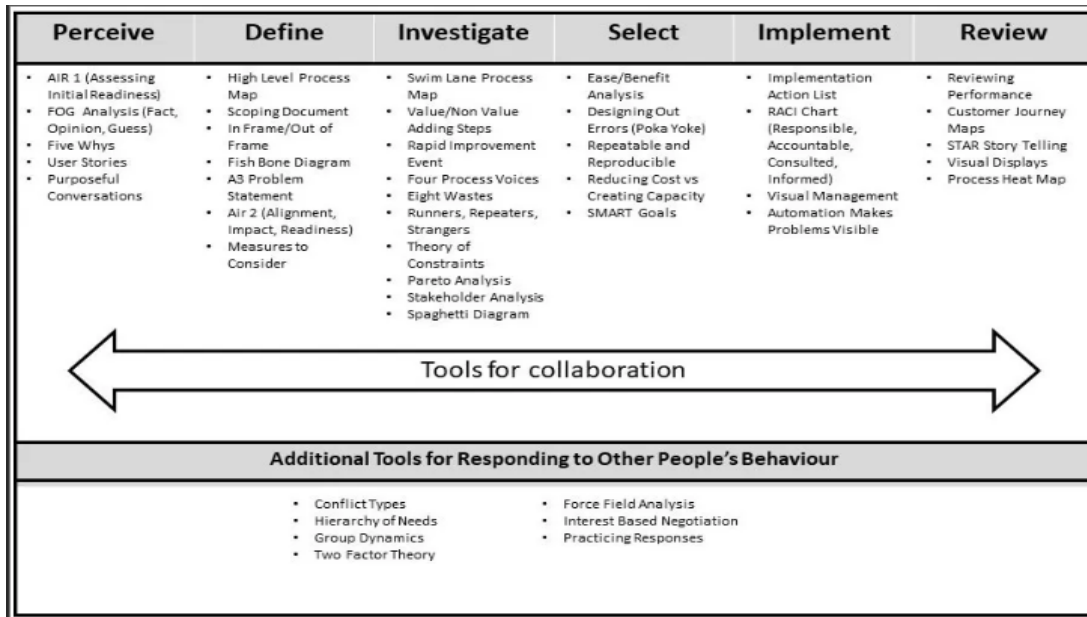 Perceive
Define
Investigate
Select
Implement
Review
• AIR 1 (Assessing
Initial Readiness)
• FOG Analysis (Fact,
Opinion, Guess)
• Five Whys
• User Stories
• Purposeful
Conversations
• High Level Process
Map
• Scoping Document
• In Frame/Out of
Frame
• Fish Bone Diagram
• A3 Problem
Statement
• Air 2 (Alignment,
Impact, Readiness)
• Measures to
Consider
• Swim Lane Process
Map
• Value/Non Value
Adding Steps
• Rapid Improvement
Event
• Four Process Voices
• Eight Wastes
• Runners, Repeaters,
Strangers
• Theory of
Constraints
• Pareto Analysis
• Stakeholder Analysis
• Spaghetti Diagram
• Ease/Benefit
Analysis
• Designing Out
Errors (Poka Yoke)
• Repeatable and
Reproducible
• Reducing Cost vs
Creating Capacity
• SMART Goals
• Implementation
Action List
• RACI Chart
(Responsible,
Accountable,
Consulted,
Informed)
• Visual Management
• Automation Makes
Problems Visible
• Reviewing
Performance
• Customer Journey
Maps
• STAR Story Telling
• Visual Displays
• Process Heat Map
Tools for collaboration
Additional Tools for Responding to Other People's Behaviour
• Conflict Types
• Hierarchy of Needs
• Group Dynamics
• Two Factor Theory
• Force Field Analysis
• Interest Based Negotiation
• Practicing Responses